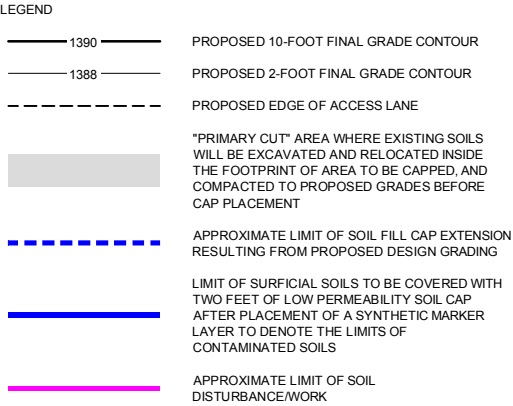 LEGEND
1390 PROPOSED 10-FOOT FINAL GRADE CONTOUR
1388 PROPOSED 2-FOOT FINAL GRADE CONTOUR
PROPOSED EDGE OF ACCESS LANE
"PRIMARY CUT" AREA WHERE EXISTING SOILS
WILL BE EXCAVATED AND RELOCATED INSIDE
THE FOOTPRINT OF AREA TO BE CAPPED, AND
COMPACTED TO PROPOSED GRADES BEFORE
CAP PLACEMENT
APPROXIMATE LIMIT OF SOIL FILL CAP EXTENSION
RESULTING FROM PROPOSED DESIGN GRADING
LIMIT OF SURFICIAL SOILS TO BE COVERED WITH
TWO FEET OF LOW PERMEABILITY SOIL CAP
AFTER PLACEMENT OF A SYNTHETIC MARKER
LAYER TO DENOTE THE LIMITS OF
CONTAMINATED SOILS
APPROXIMATE LIMIT OF SOIL
DISTURBANCE/WORK